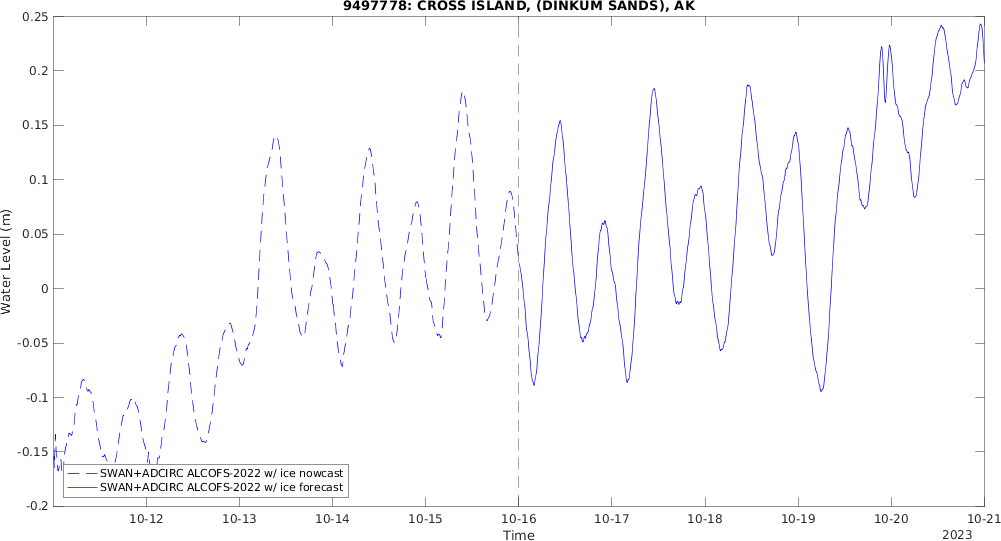 9497778: CROSS ISLAND, (DINKUM SANDS), AK
0.25
0.2
0.15
0.1
0.05
0
-0.05
-0.1
-0.15
-0.2
Water Level (m)
SWAN+ADCIRC ALCOFS-2022 w/ ice nowcast
SWAN+ADCIRC ALCOFS-2022 w/ ice forecast
10-12 10-13 10-14 10-15 10-16 10-17 10-18 10-19 10-20 10-21
Time
2023